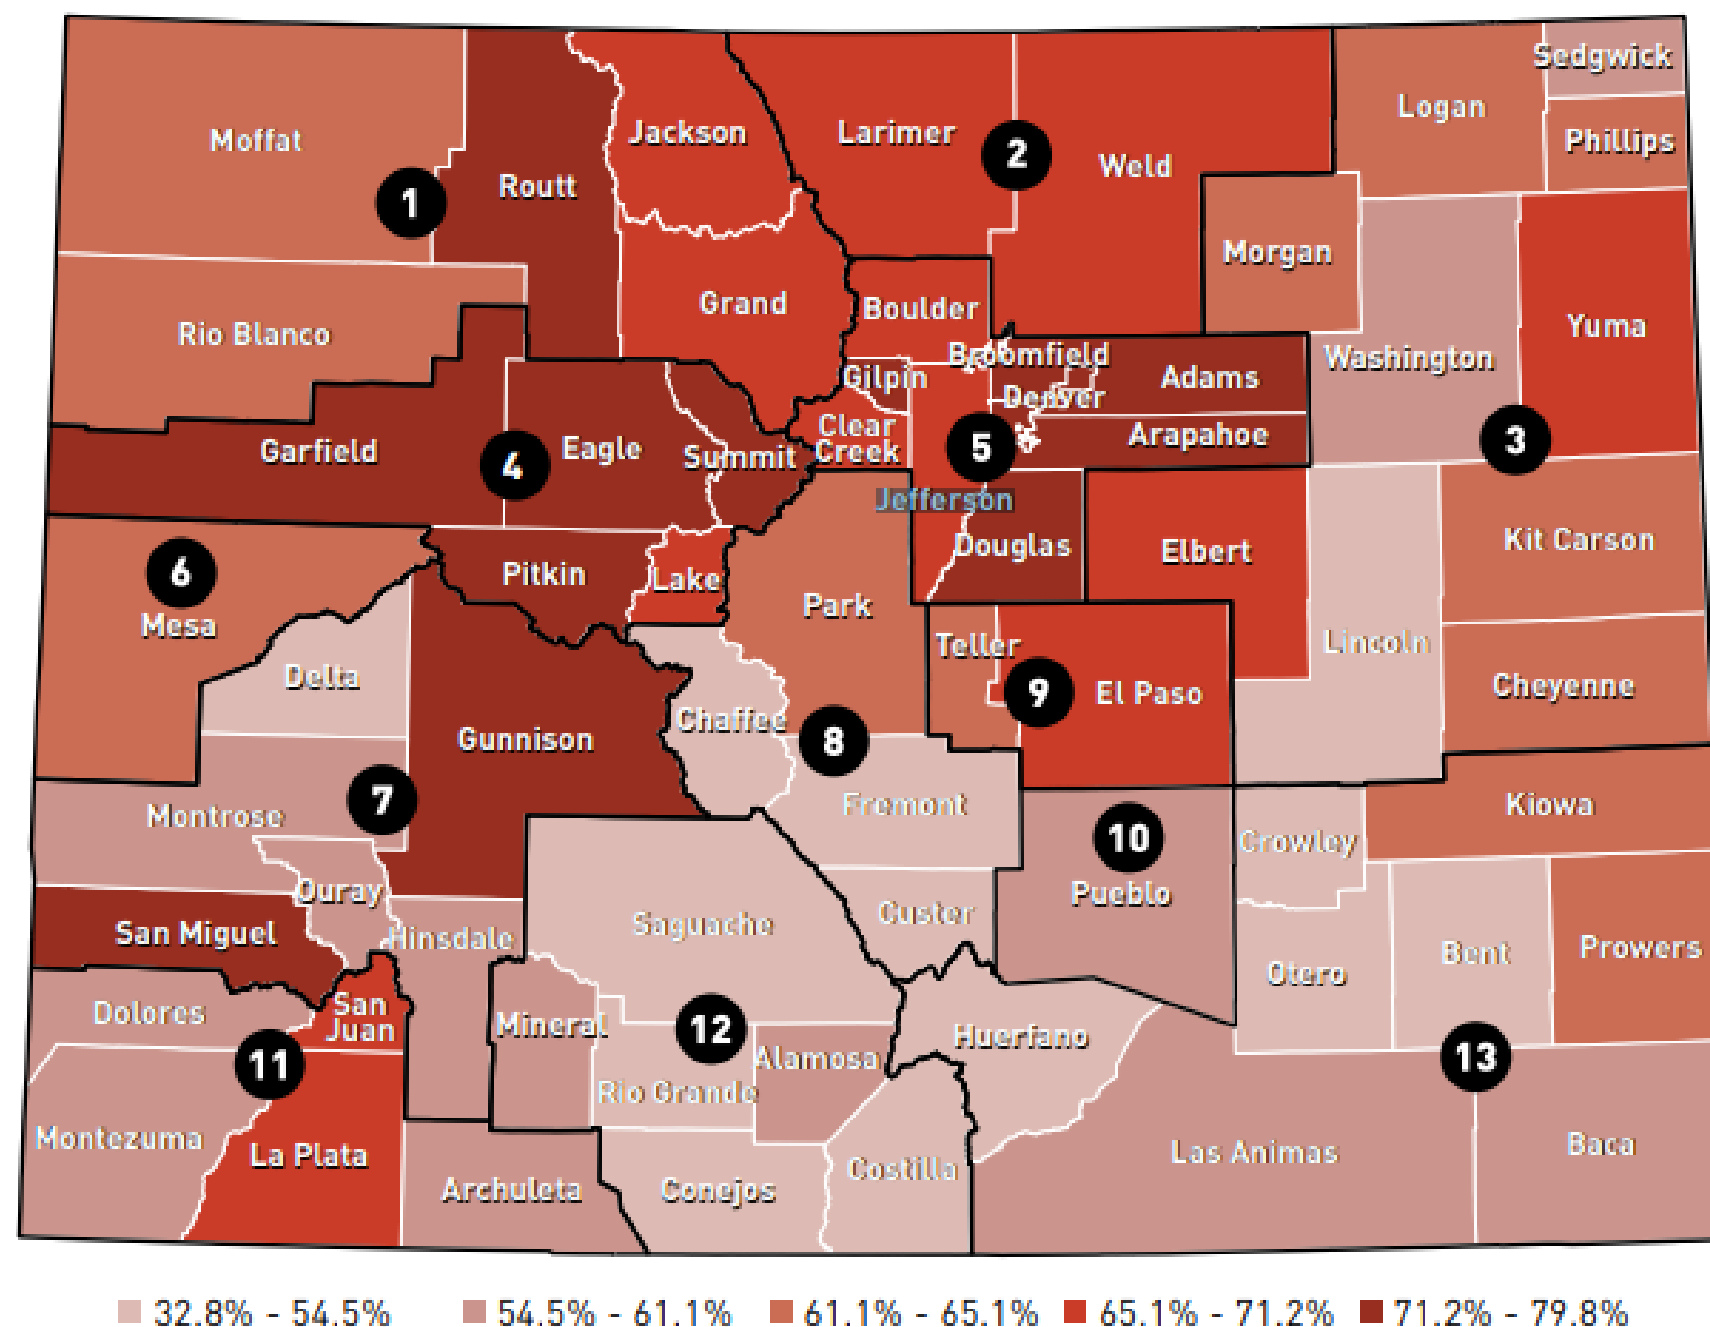 Sedgwick
Logan
Moffat
Jackson
Larimer
2
Weld
Phillips
1
Routt
Morgan
Grand
Boulder
Rio Blanco
Yuma
Broomfield
Washington
Gilpin
Adams
Denver
Garfield
4
Eagle
Summit
Clear
Creek
5
Arapahoe
3
Jefferson
6
Mesa
Pitkin
Lake
Park
Douglas
Elbert
Kit Carson
Delta
Teller
Lincoln
9
El Paso
Cheyenne
Gunnison
Chaffee
8
7
Montrose
Fremont
10
Pueblo
Crowley
Kiowa
Ouray
San Miguel
Hinsdale
Saguache
Custer
Otero
Bent
Prowers
Dolores
San
Juan
Mineral
12
Alamosa
Huerfano
11
Rio Grande
13
Montezuma
La Plata
Archuleta
Conejos
Costilla
Las Animas
Baca
32.8% - 54.5%
54.5% - 61.1%
61.1% - 65.1%
65.1% - 71.2%
71.2% - 79.8%